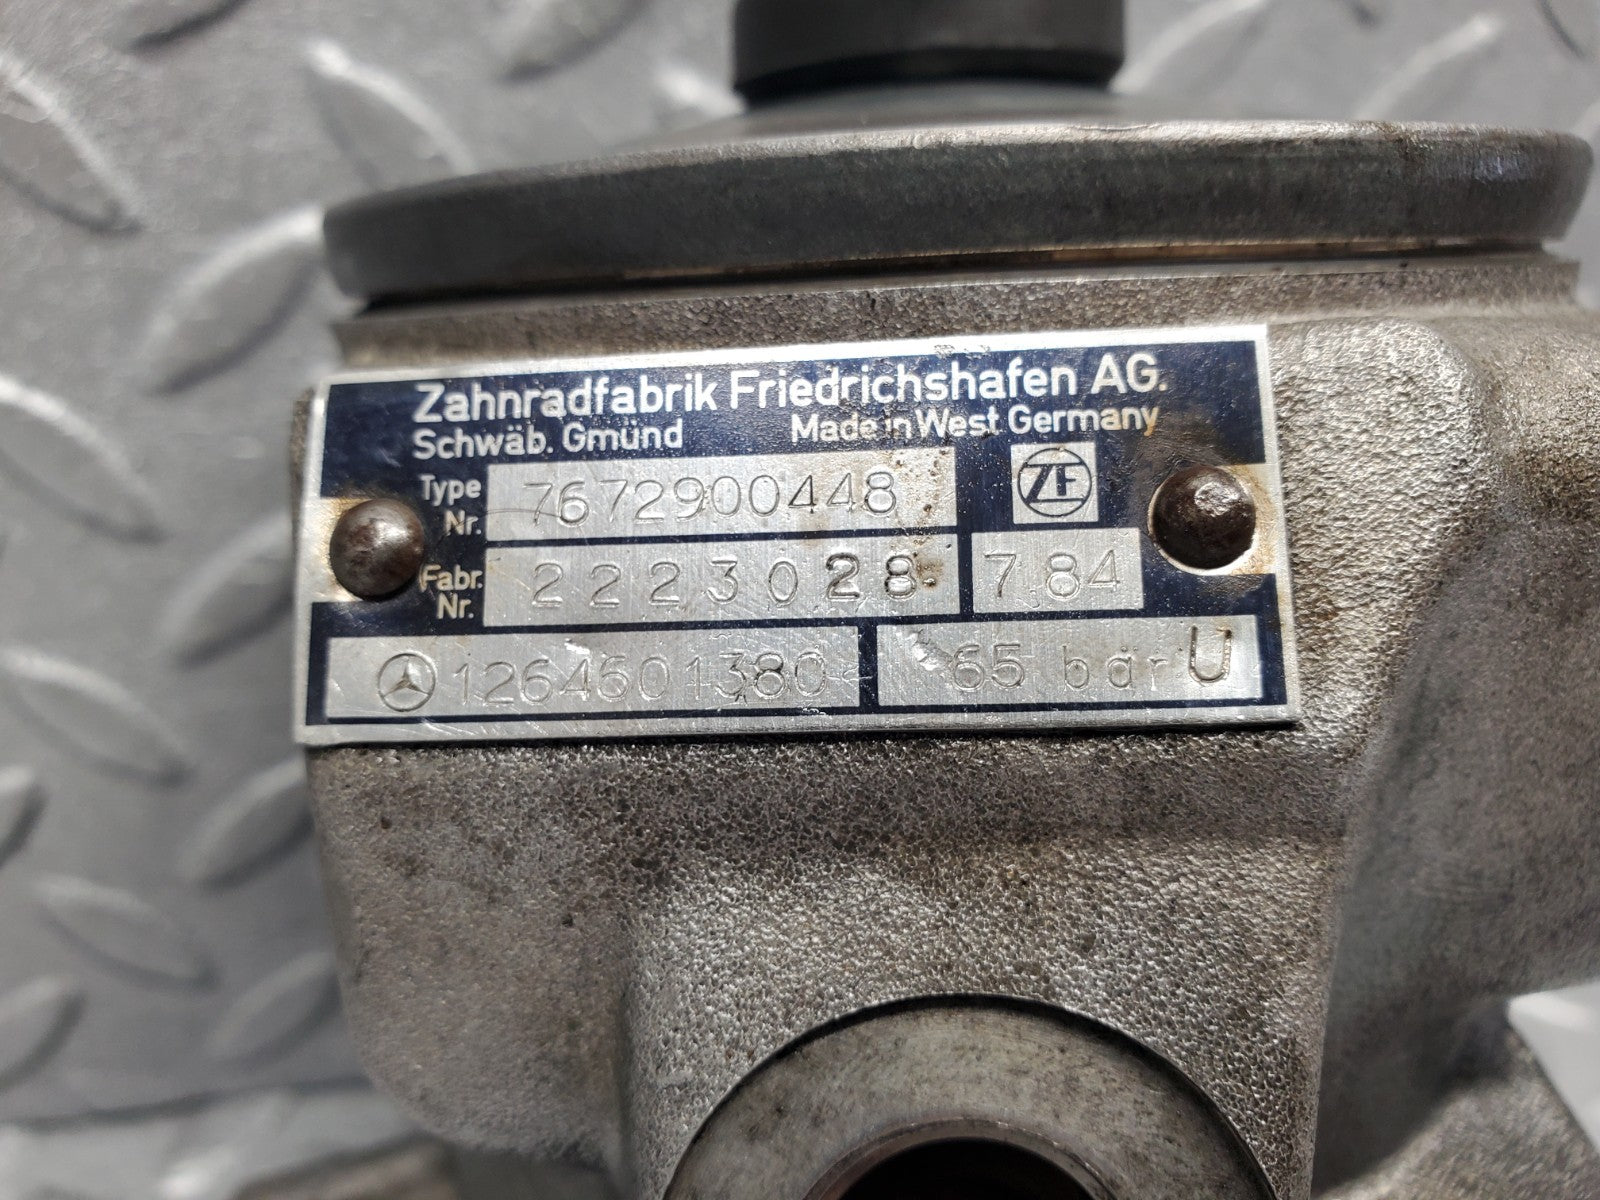 Zahnradfabrik Friedrichshafen AG.
Schwäb. Gmünd Made in West Germany
Type Nr. 7672900448 ZF
Fabr. Nr. 2223028 7.84
1264601380 65 bar U